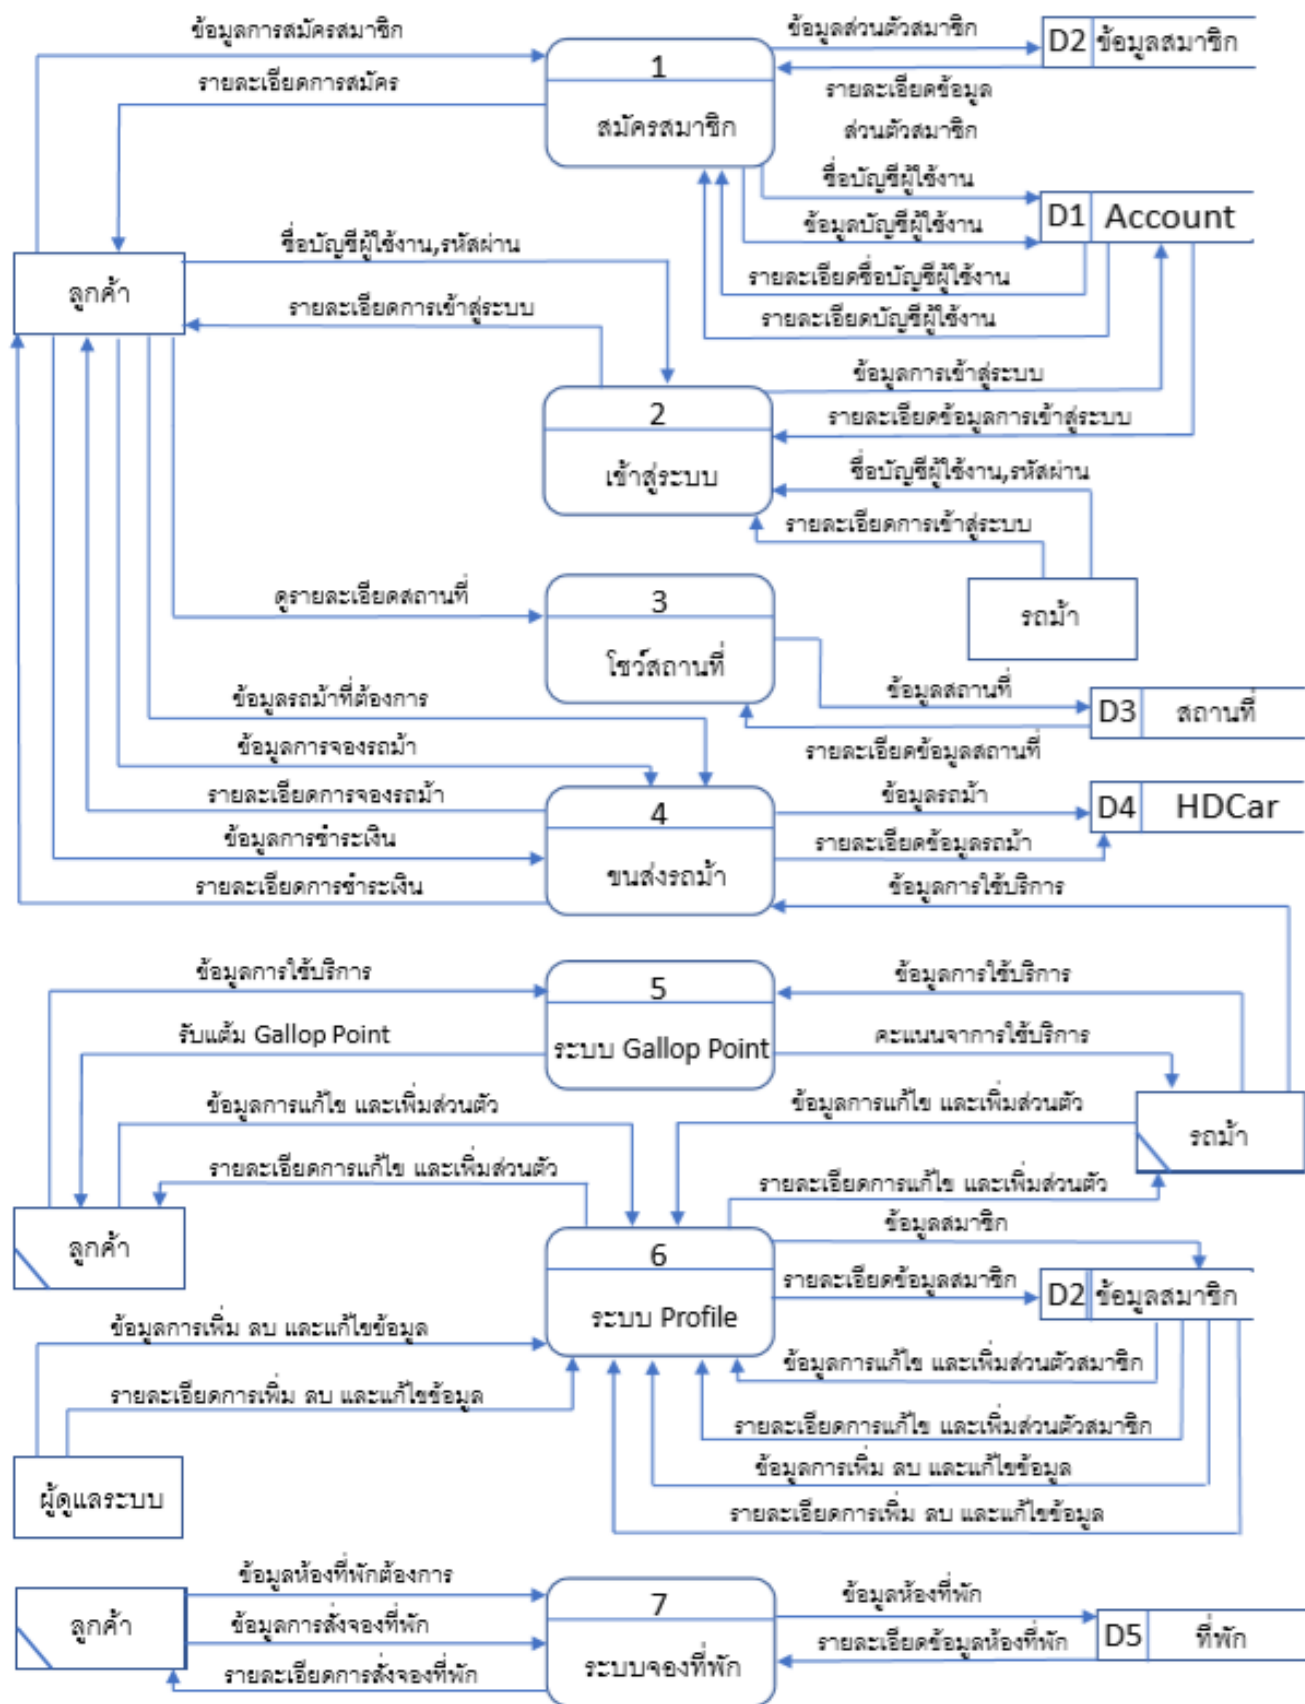 ข้อมูลการสมัครสมาชิก
ข้อมูลส่วนตัวสมาชิก
D2 ข้อมูลสมาชิก
1
รายละเอียดการสมัคร
รายละเอียดข้อมูล
ส่วนตัวสมาชิก
สมัครสมาชิก
ชื่อบัญชีผู้ใช้งาน
D1 Account
ข้อมูลบัญชีผู้ใช้งาน
ชื่อบัญชีผู้ใช้งาน,รหัสผ่าน
รายละเอียดชื่อบัญชีผู้ใช้งาน
ลูกค้า
รายละเอียดการเข้าสู่ระบบ
รายละเอียดบัญชีผู้ใช้งาน
ข้อมูลการเข้าสู่ระบบ
2
รายละเอียดข้อมูลการเข้าสู่ระบบ
เข้าสู่ระบบ
ชื่อบัญชีผู้ใช้งาน,รหัสผ่าน
รายละเอียดการเข้าสู่ระบบ
ดูรายละเอียดสถานที่
3
รถม้า
โชว์สถานที่
ข้อมูลสถานที่
ข้อมูลรถม้าที่ต้องการ
D3 สถานที่
ข้อมูลการจองรถม้า
รายละเอียดข้อมูลสถานที่
รายละเอียดการจองรถม้า
4
ข้อมูลรถม้า
D4 HDCar
ข้อมูลการชำระเงิน
รายละเอียดข้อมูลรถม้า
ขนส่งรถม้า
รายละเอียดการชำระเงิน
ข้อมูลการใช้บริการ
ข้อมูลการใช้บริการ
5
ข้อมูลการใช้บริการ
รับแต้ม Gallop Point
ระบบ Gallop Point
คะแนนจาการใช้บริการ
ข้อมูลการแก้ไข และเพิ่มส่วนตัว
ข้อมูลการแก้ไข และเพิ่มส่วนตัว
รถม้า
รายละเอียดการแก้ไข และเพิ่มส่วนตัว
รายละเอียดการแก้ไข และเพิ่มส่วนตัว
ลูกค้า
6
ข้อมูลสมาชิก
รายละเอียดข้อมูลสมาชิก
D2 ข้อมูลสมาชิก
ระบบ Profile
ข้อมูลการเพิ่ม ลบ และแก้ไขข้อมูล
ข้อมูลการแก้ไข และเพิ่มส่วนตัวสมาชิก
รายละเอียดการเพิ่ม ลบ และแก้ไขข้อมูล
รายละเอียดการแก้ไข และเพิ่มส่วนตัวสมาชิก
ข้อมูลการเพิ่ม ลบ และแก้ไขข้อมูล
ผู้ดูแลระบบ
รายละเอียดการเพิ่ม ลบ และแก้ไขข้อมูล
ข้อมูลห้องที่พักต้องการ
7
ข้อมูลห้องที่พัก
ลูกค้า
ข้อมูลการสั่งจองที่พัก
D5 ที่พัก
รายละเอียดข้อมูลห้องที่พัก
ระบบจองที่พัก
รายละเอียดการสั่งจองที่พัก